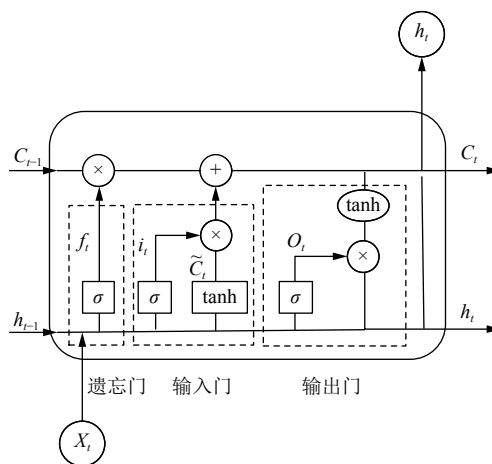 h_t
C_{t-1}
×
+
C_t
tanh
f_t
i_t
×
O_t
×
C̃_t
σ
σ
tanh
σ
h_{t-1}
h_t
遗忘门
输入门
输出门
X_t